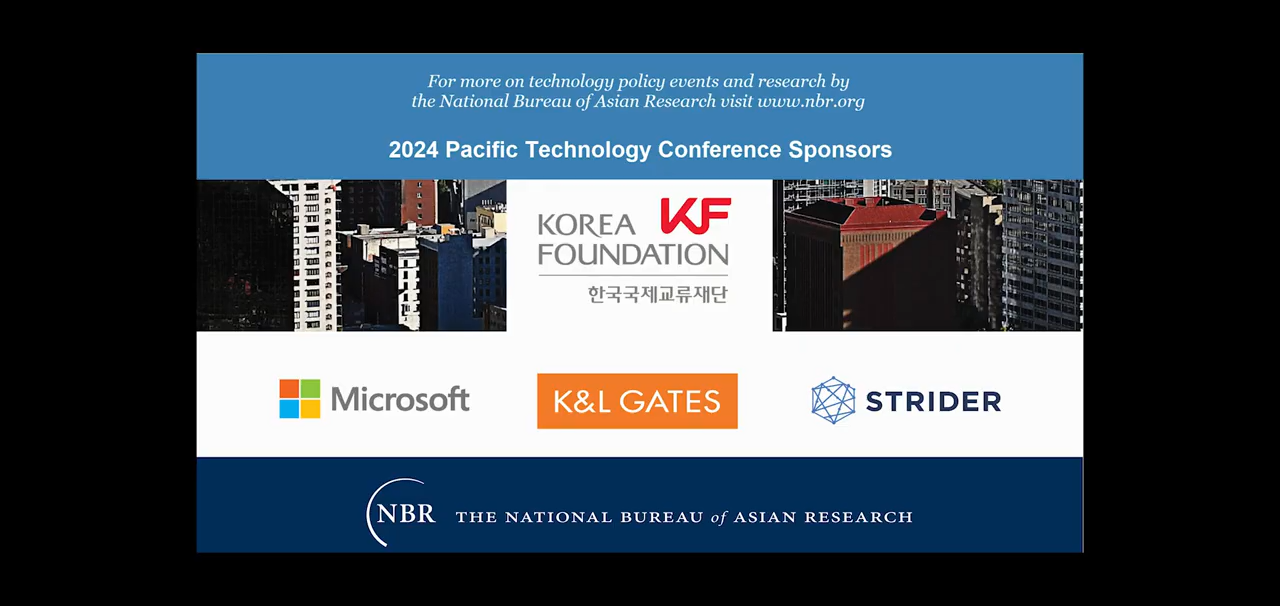 For more on technology policy events and research by
the National Bureau of Asian Research visit www.nbr.org
2024 Pacific Technology Conference Sponsors
KF
KOREA
FOUNDATION
한국국제교류재단
Microsoft
K&L GATES
STRIDER
NBR THE NATIONAL BUREAU of ASIAN RESEARCH